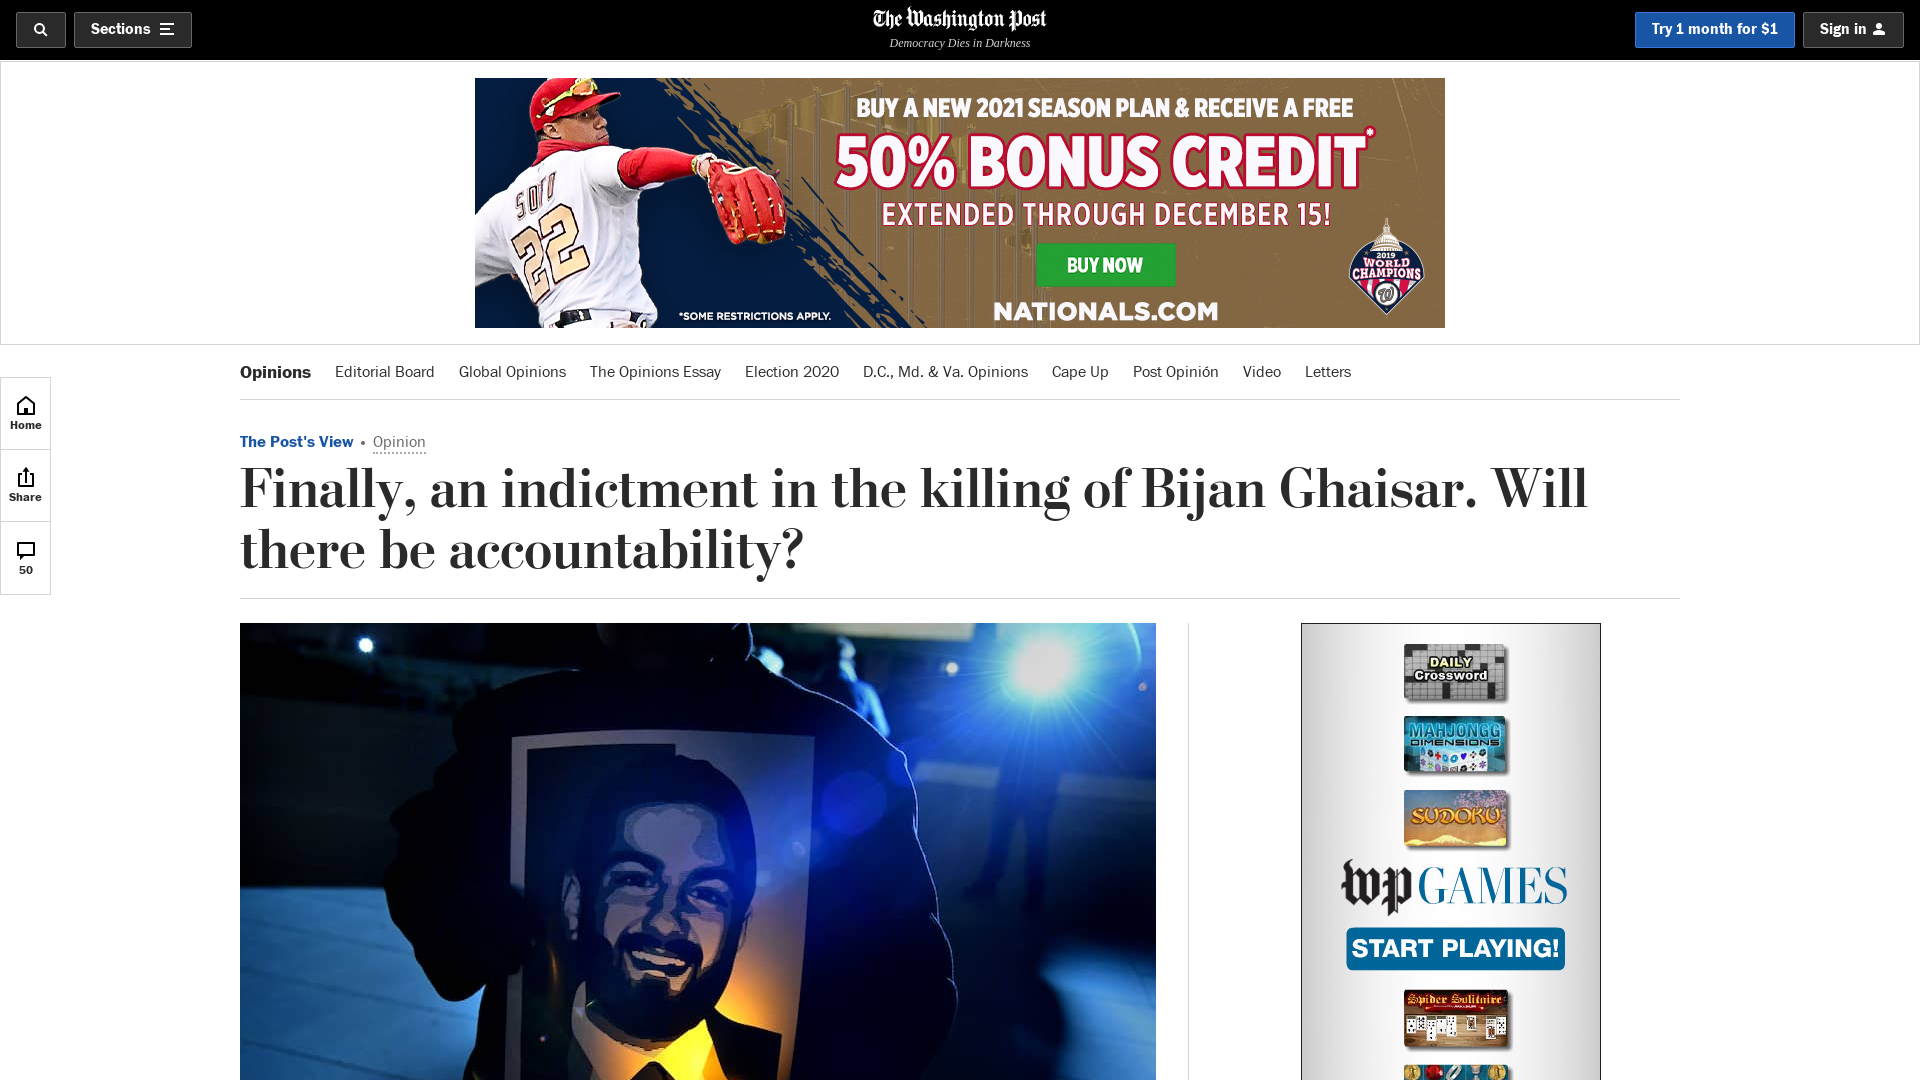 Sections
The Washington Post
Democracy Dies in Darkness
Try 1 month for $1
Sign in
BUY A NEW 2021 SEASON PLAN & RECEIVE A FREE
50% BONUS CREDIT*
EXTENDED THROUGH DECEMBER 15!
BUY NOW
NATIONALS.COM
*SOME RESTRICTIONS APPLY.
22
2019
WORLD
CHAMPIONS
W
Opinions
Editorial Board
Global Opinions
The Opinions Essay
Election 2020
D.C., Md. & Va. Opinions
Cape Up
Post Opinión
Video
Letters
Home
Share
50
The Post's View • Opinion
Finally, an indictment in the killing of Bijan Ghaisar. Will
there be accountability?
DAILY
Crossword
MAHJONGG
DIMENSIONS
SUDOKU
wp GAMES
START PLAYING!
Spider Solitaire